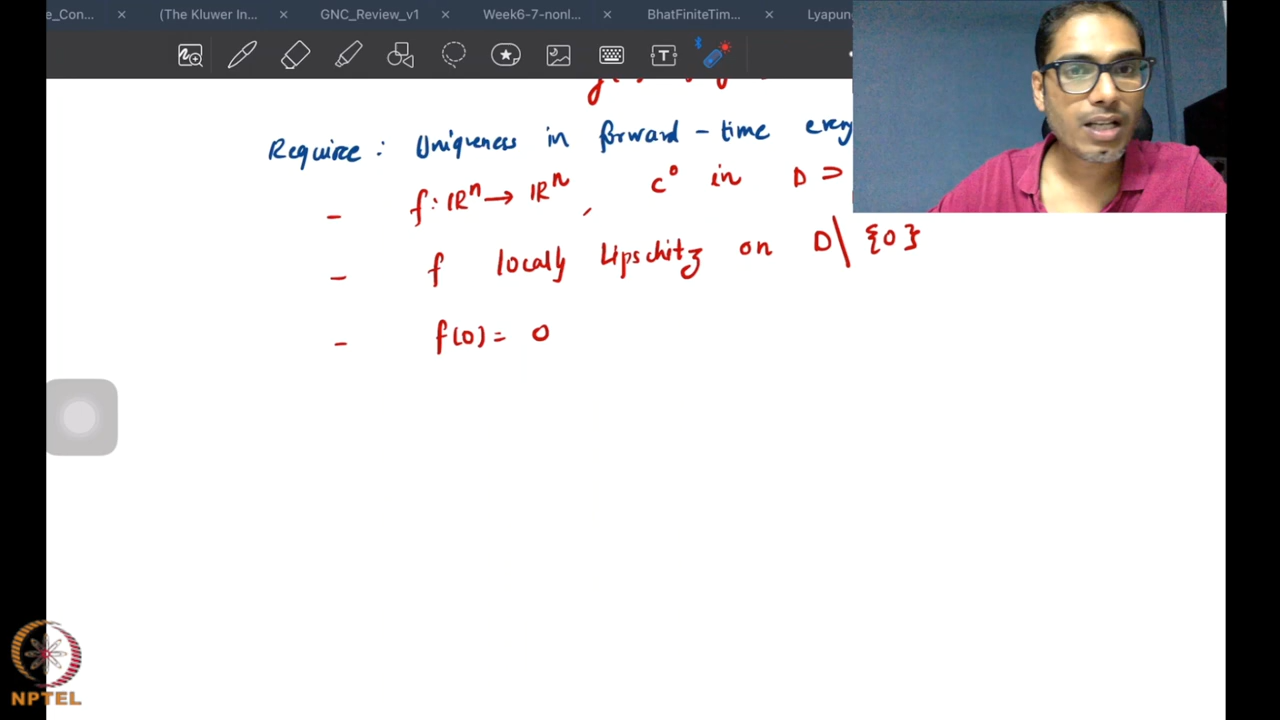 e_Con... × (The Kluwer In... × GNC_Review_v1 × Week6-7-nonl... × BhatFiniteTim... × Lyapun
Require: Uniqueness in forward-time every
- f: ℝⁿ → ℝⁿ, C⁰ in D ⊃
- f locally Lipschitz on D\ {0}
- f(0) = 0
NPTEL